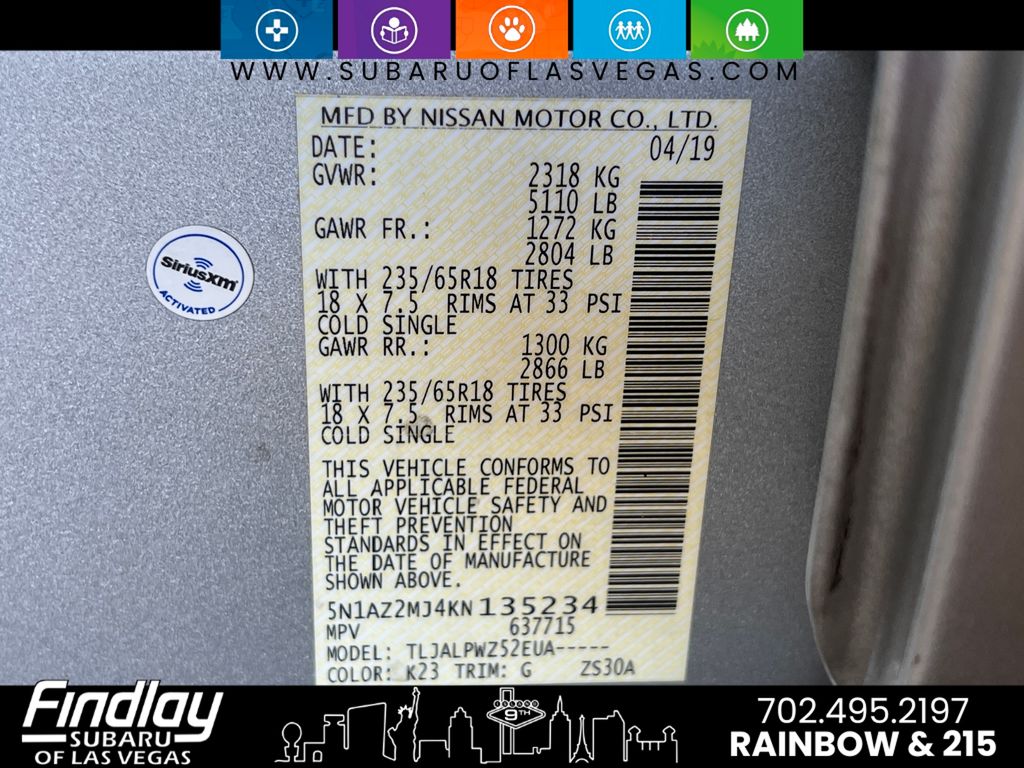 WWW.SUBARUOFLASVEGAS.COM
MFD BY NISSAN MOTOR CO., LTD.
DATE: 04/19
GVWR: 2318 KG
5110 LB
GAWR FR.: 1272 KG
2804 LB
WITH 235/65R18 TIRES
18 X 7.5 RIMS AT 33 PSI
COLD SINGLE
GAWR RR.: 1300 KG
2866 LB
WITH 235/65R18 TIRES
18 X 7.5 RIMS AT 33 PSI
COLD SINGLE
THIS VEHICLE CONFORMS TO
ALL APPLICABLE FEDERAL
MOTOR VEHICLE SAFETY AND
THEFT PREVENTION
STANDARDS IN EFFECT ON
THE DATE OF MANUFACTURE
SHOWN ABOVE.
5N1AZ2MJ4KN135234
MPV 637715
MODEL: TLJALPWZ52EUA-----
COLOR: K23 TRIM: G ZS30A
SiriusXM
ACTIVATED
Findlay
SUBARU
OF LAS VEGAS
9TH
702.495.2197
RAINBOW & 215